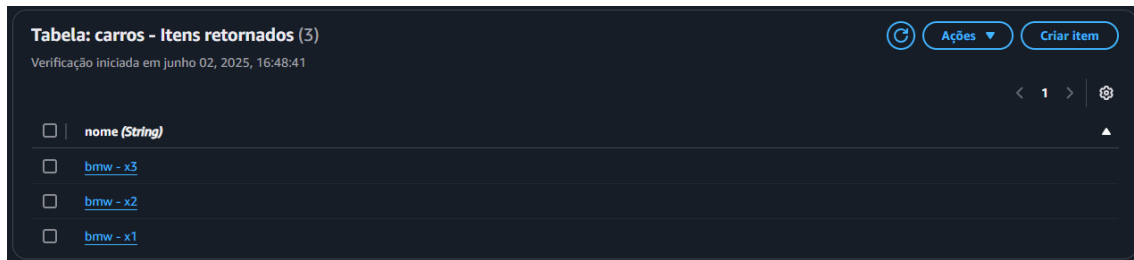 Tabela: carros - Itens retornados (3)
Ações ▼
Criar item
Verificação iniciada em junho 02, 2025, 16:48:41
< 1 >
nome (String)
bmw - x3
bmw - x2
bmw - x1